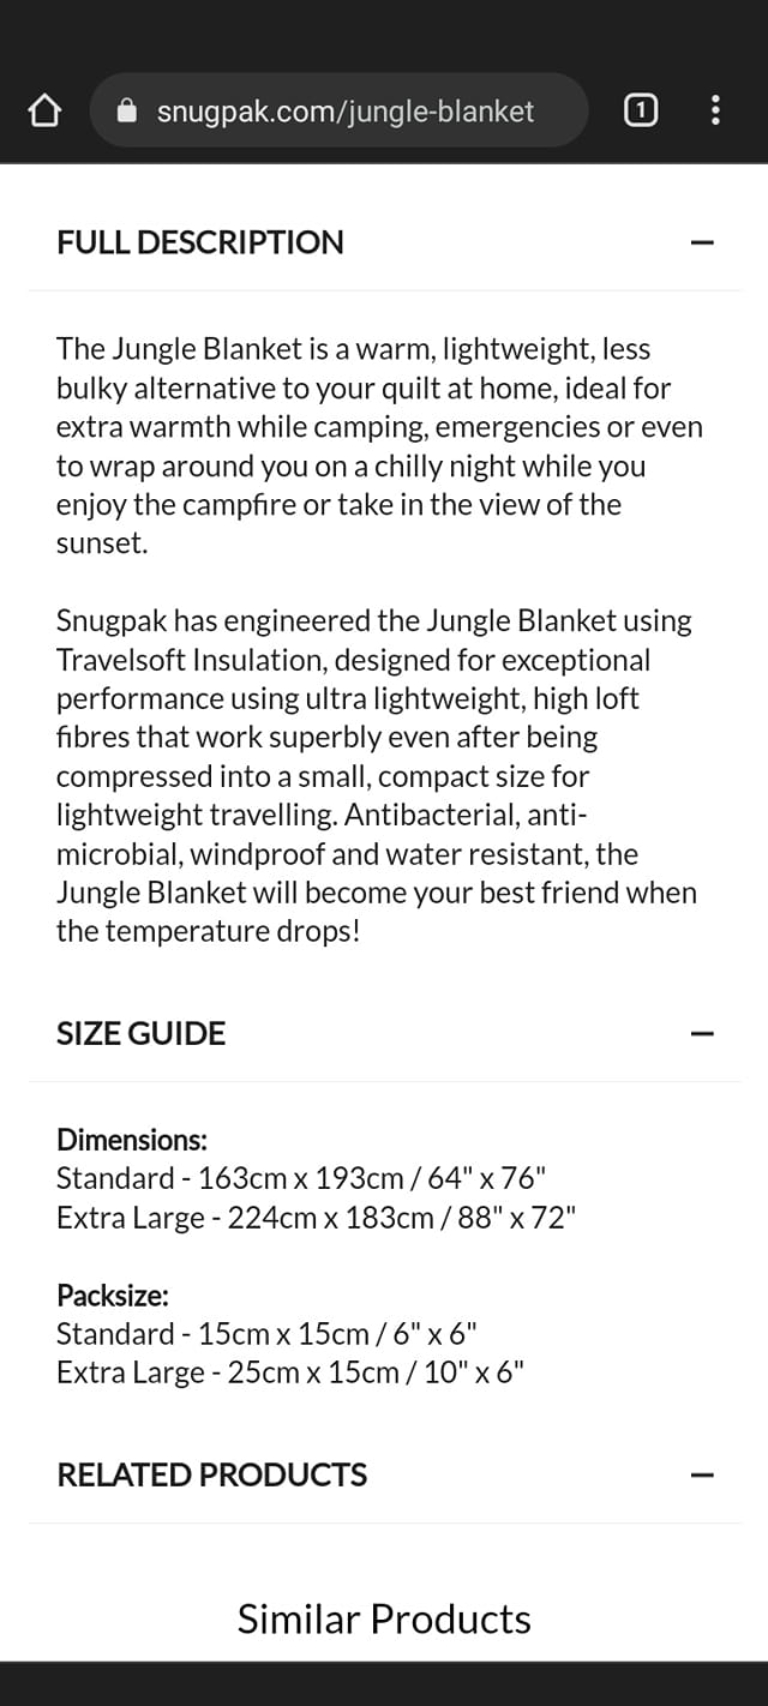 snugpak.com/jungle-blanket
1
FULL DESCRIPTION
The Jungle Blanket is a warm, lightweight, less
bulky alternative to your quilt at home, ideal for
extra warmth while camping, emergencies or even
to wrap around you on a chilly night while you
enjoy the campfire or take in the view of the
sunset.
Snugpak has engineered the Jungle Blanket using
Travelsoft Insulation, designed for exceptional
performance using ultra lightweight, high loft
fibres that work superbly even after being
compressed into a small, compact size for
lightweight travelling. Antibacterial, anti-
microbial, windproof and water resistant, the
Jungle Blanket will become your best friend when
the temperature drops!
SIZE GUIDE
Dimensions:
Standard - 163cm x 193cm / 64" x 76"
Extra Large - 224cm x 183cm / 88" x 72"
Packsize:
Standard - 15cm x 15cm / 6" x 6"
Extra Large - 25cm x 15cm / 10" x 6"
RELATED PRODUCTS
Similar Products